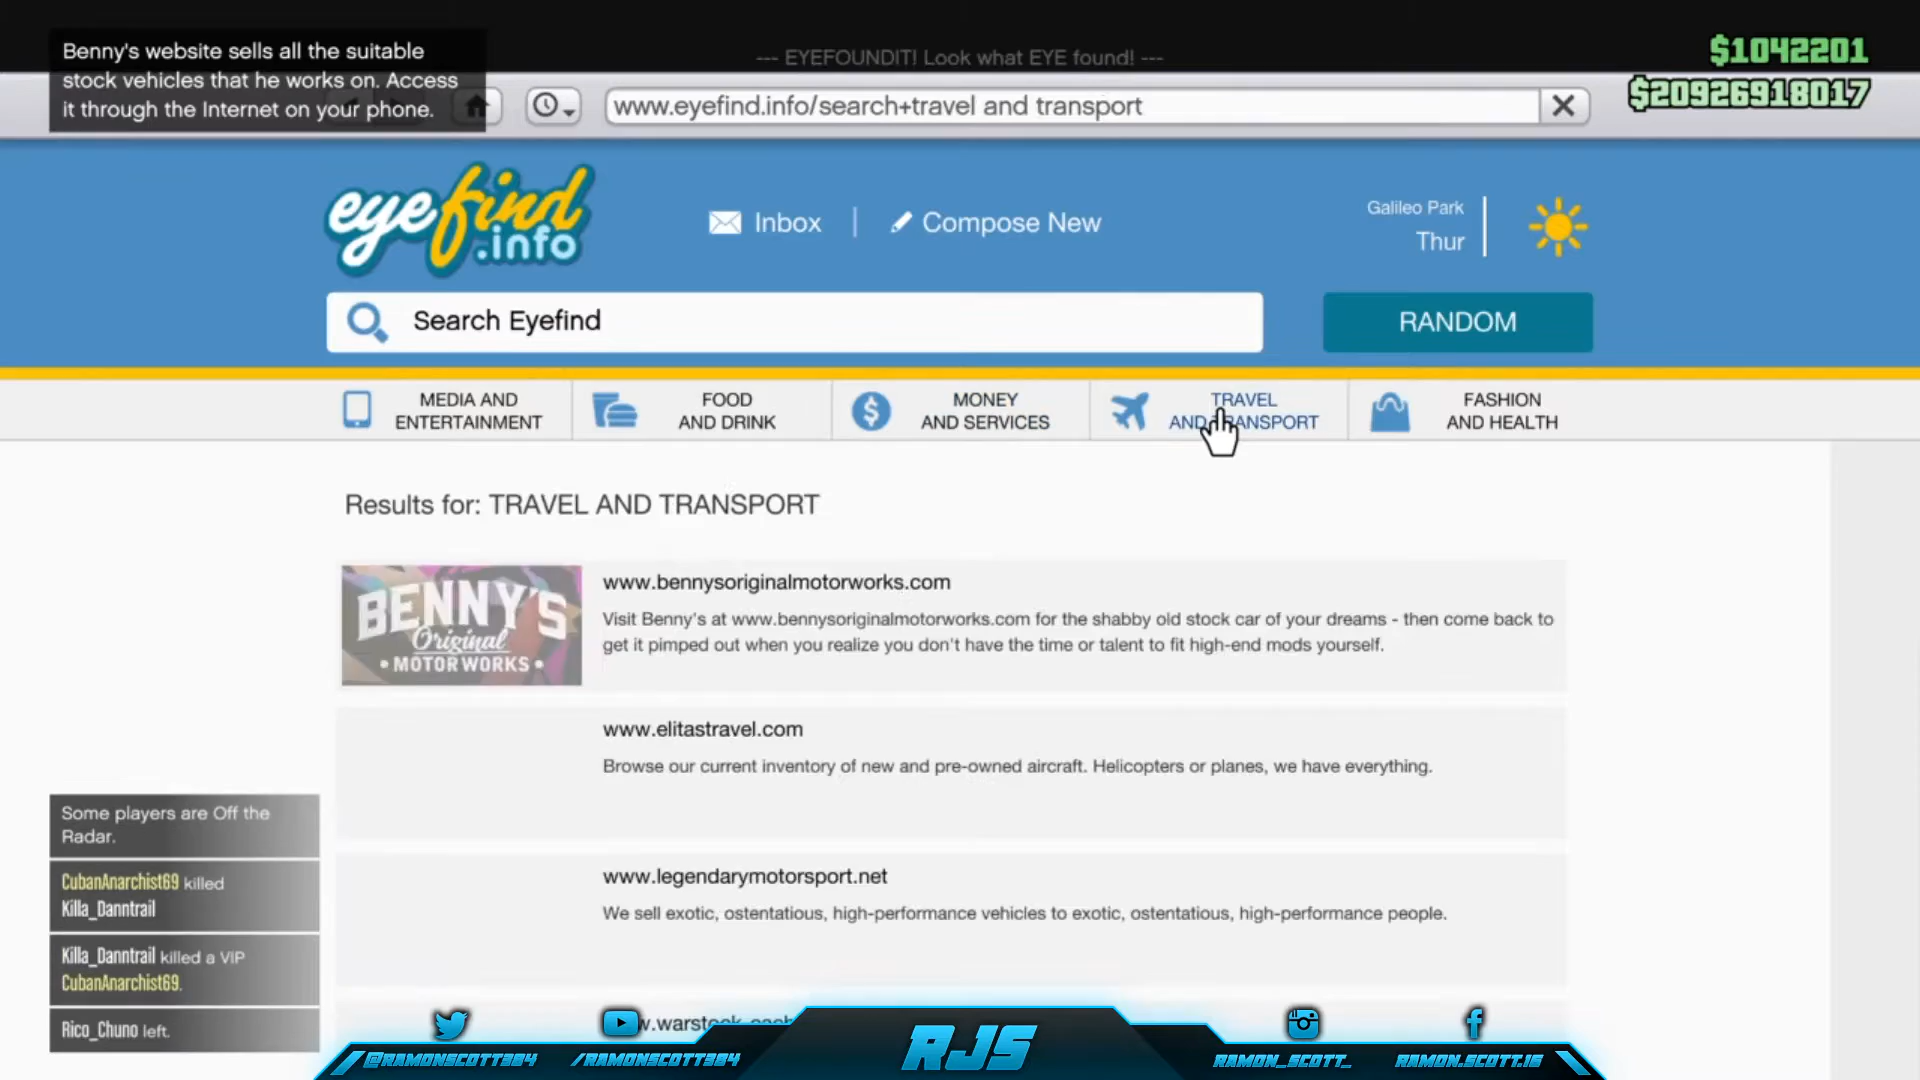 Benny's website sells all the suitable
stock vehicles that he works on. Access
it through the Internet on your phone.
--- EYEFOUNDIT! Look what EYE found! ---
$1042201
$20926918017
www.eyefind.info/search+travel and transport
eyefind
.info
Inbox
Compose New
Galileo Park
Thur
Search Eyefind
RANDOM
MEDIA AND
ENTERTAINMENT
FOOD
AND DRINK
MONEY
AND SERVICES
TRAVEL
AND TRANSPORT
FASHION
AND HEALTH
Results for: TRAVEL AND TRANSPORT
BENNY'S
Original
• MOTORWORKS •
www.bennysoriginalmotorworks.com
Visit Benny's at www.bennysoriginalmotorworks.com for the shabby old stock car of your dreams - then come back to
get it pimped out when you realize you don't have the time or talent to fit high-end mods yourself.
www.elitastravel.com
Browse our current inventory of new and pre-owned aircraft. Helicopters or planes, we have everything.
www.legendarymotorsport.net
We sell exotic, ostentatious, high-performance vehicles to exotic, ostentatious, high-performance people.
Some players are Off the
Radar.
CubanAnarchist69 killed
Killa_Danntrail
Killa_Danntrail killed a VIP
CubanAnarchist69.
Rico_Chuno left.
@RAMONSCOTT384
/RAMONSCOTT384
RJS
RAMON_SCOTT_
RAMON.SCOTT.16